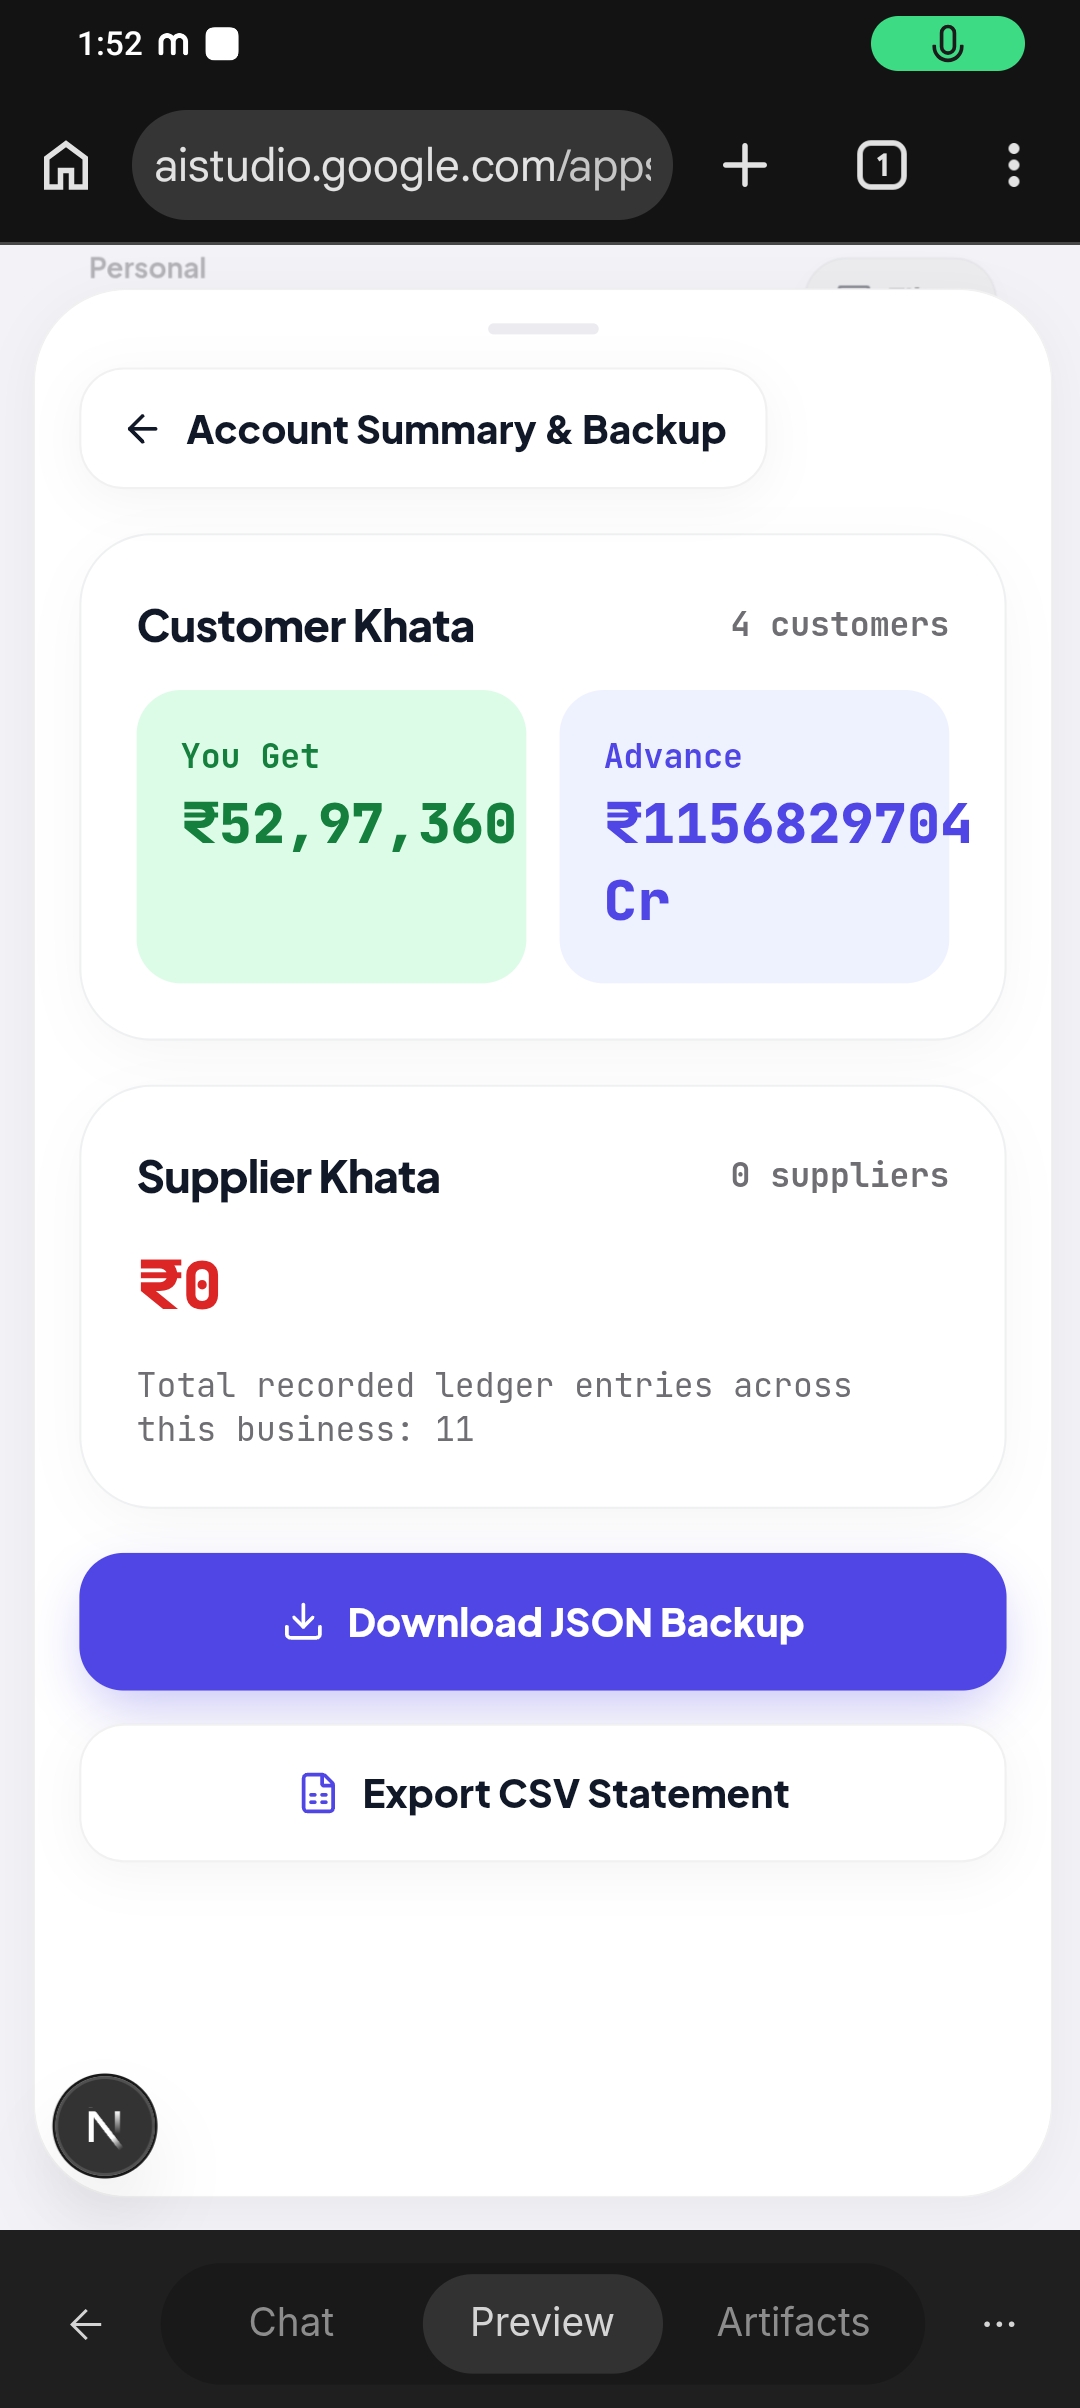 1:52
aistudio.google.com/apps
1
Personal
Account Summary & Backup
Customer Khata
4 customers
You Get
₹52,97,360
Advance
₹1156829704
Cr
Supplier Khata
0 suppliers
₹0
Total recorded ledger entries across
this business: 11
Download JSON Backup
Export CSV Statement
N
Chat
Preview
Artifacts